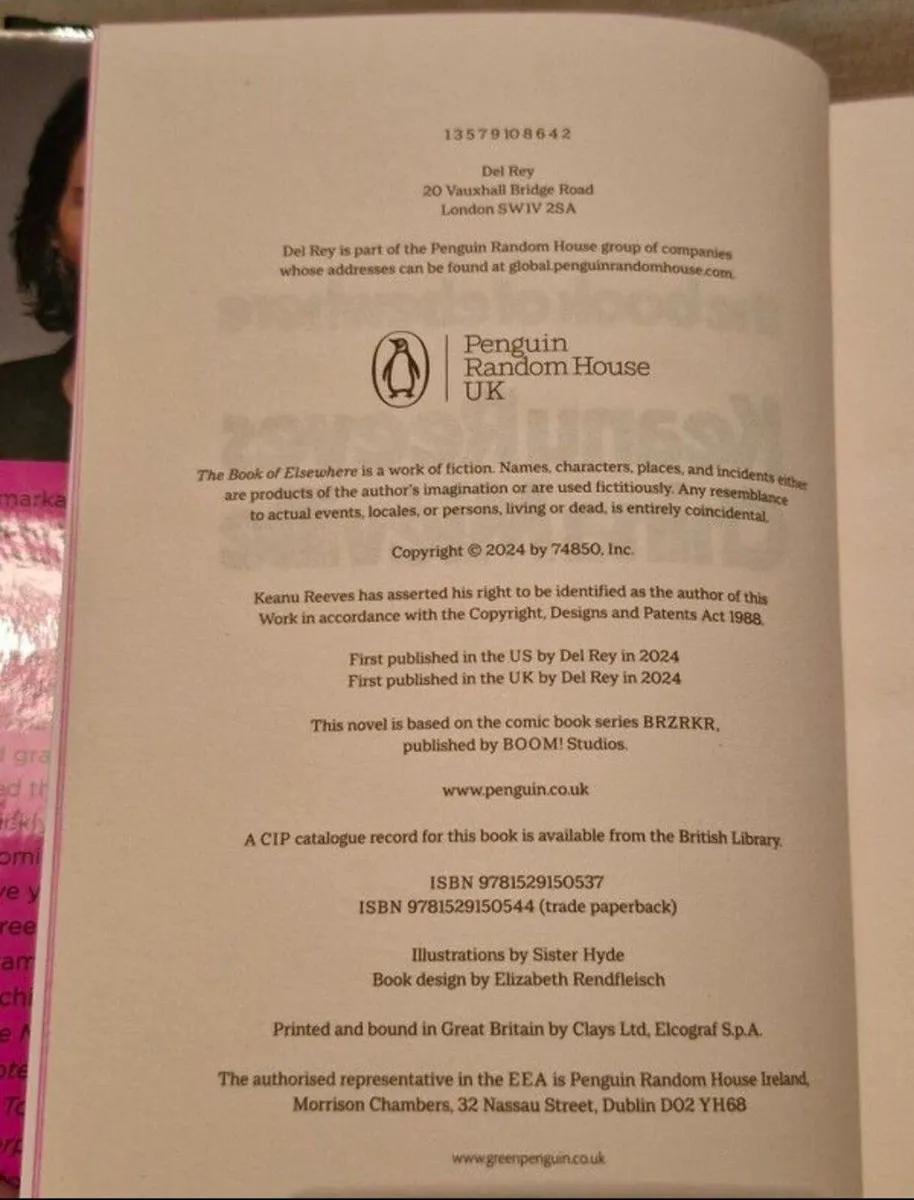 1 3 5 7 9 10 8 6 4 2
Del Rey
20 Vauxhall Bridge Road
London SW1V 2SA
Del Rey is part of the Penguin Random House group of companies
whose addresses can be found at global.penguinrandomhouse.com.
Penguin
Random House
UK
The Book of Elsewhere is a work of fiction. Names, characters, places, and incidents either
are products of the author's imagination or are used fictitiously. Any resemblance
to actual events, locales, or persons, living or dead, is entirely coincidental.
Copyright © 2024 by 74850, Inc.
Keanu Reeves has asserted his right to be identified as the author of this
Work in accordance with the Copyright, Designs and Patents Act 1988.
First published in the US by Del Rey in 2024
First published in the UK by Del Rey in 2024
This novel is based on the comic book series BRZRKR,
published by BOOM! Studios.
www.penguin.co.uk
A CIP catalogue record for this book is available from the British Library.
ISBN 9781529150537
ISBN 9781529150544 (trade paperback)
Illustrations by Sister Hyde
Book design by Elizabeth Rendfleisch
Printed and bound in Great Britain by Clays Ltd, Elcograf S.p.A.
The authorised representative in the EEA is Penguin Random House Ireland,
Morrison Chambers, 32 Nassau Street, Dublin D02 YH68
www.greenpenguin.co.uk